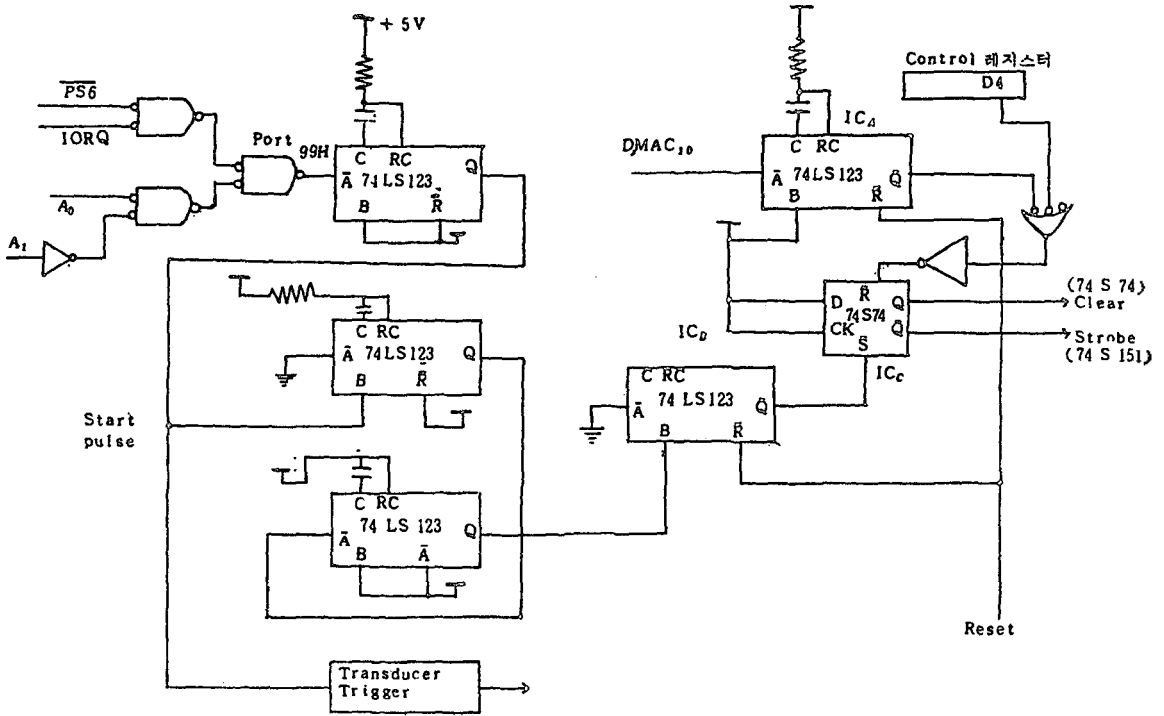 + 5V
PS6
IORQ
Port
99H
A0
A1
C RC
Ā 74LS123 Q
B R̄
C RC
Ā 74LS123 Q
B R̄
Start
pulse
C RC
Ā 74 LS 123 Q
B Ā
Transducer
Trigger
Control 레지스터
D4
ICA
DMAC10
C RC
Ā 74LS123 Q̄
B R̄
D R̄ Q
74S74
CK Q̄
S̄
(74 S 74)
Clear
Strobe
(74 S 151)
ICC
C RC
74 LS123
Ā Q̄
B R̄
Reset